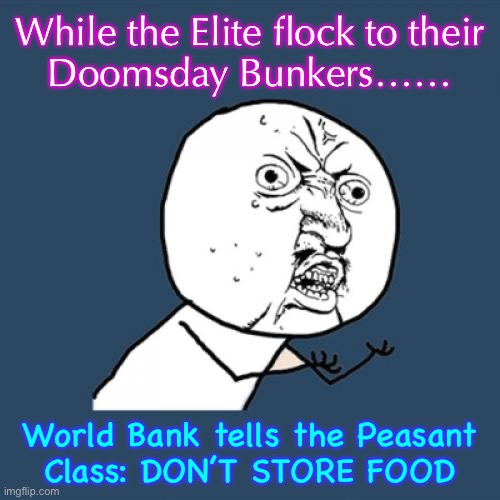 While the Elite flock to their
Doomsday Bunkers......
World Bank tells the Peasant
Class: DON'T STORE FOOD
imgflip.com